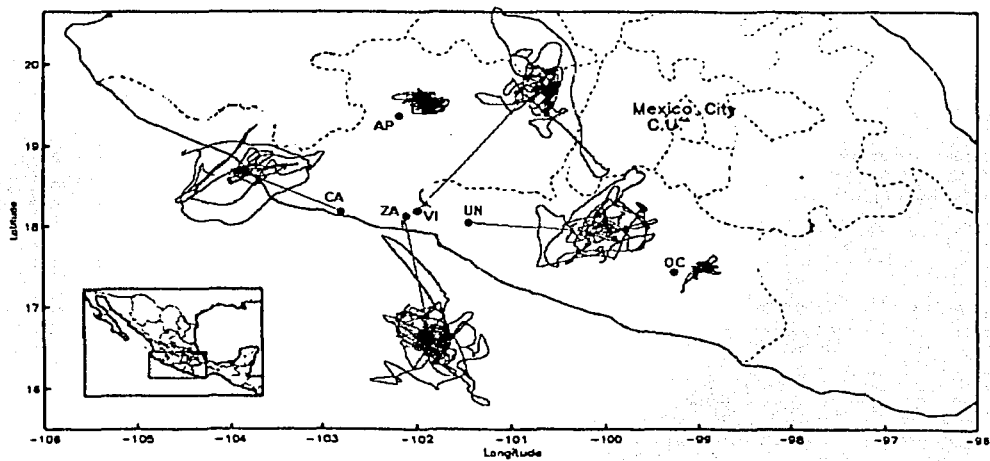 20
19
18
17
16
Latitude
Mexico City
C.U.
AP
CA
ZA
VI
UN
OC
-106 -105 -104 -103 -102 -101 -100 -99 -98 -97 -96
Longitude